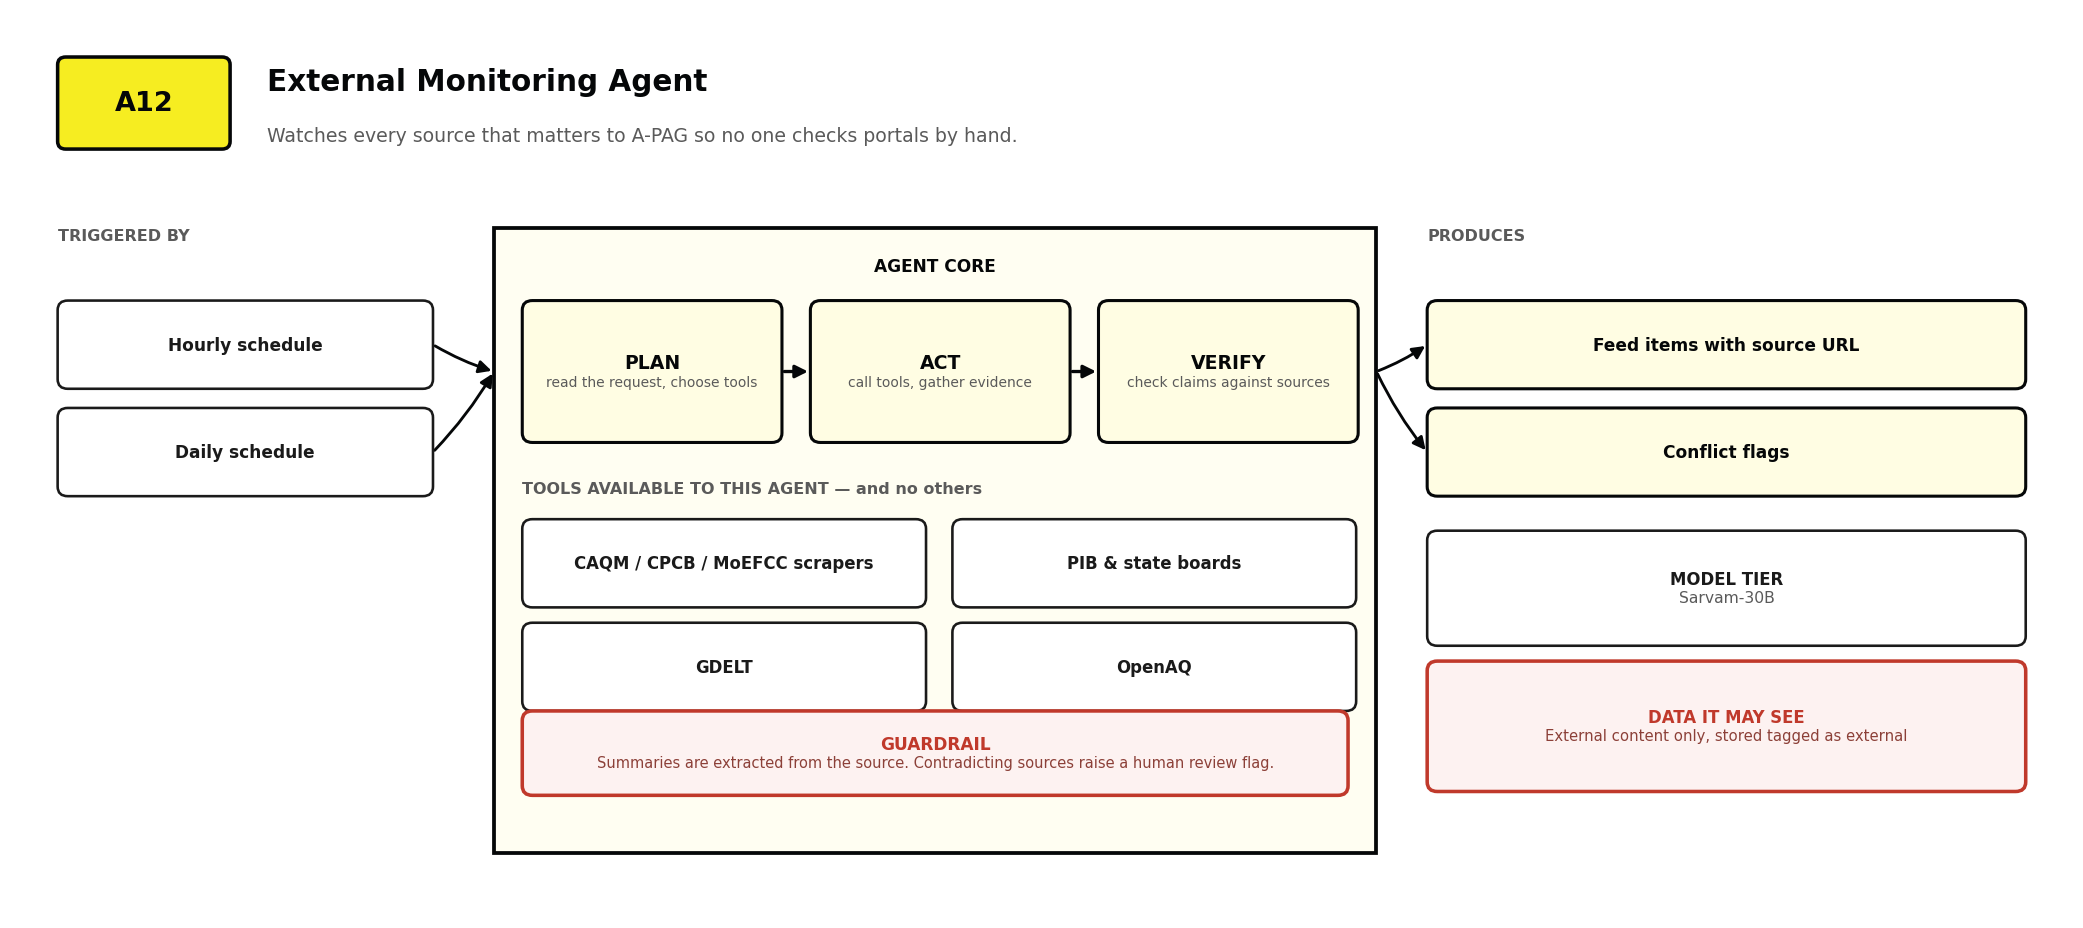 A12
External Monitoring Agent
Watches every source that matters to A-PAG so no one checks portals by hand.
TRIGGERED BY
Hourly schedule
Daily schedule
AGENT CORE
PLAN
read the request, choose tools
ACT
call tools, gather evidence
VERIFY
check claims against sources
TOOLS AVAILABLE TO THIS AGENT — and no others
CAQM / CPCB / MoEFCC scrapers
PIB & state boards
GDELT
OpenAQ
GUARDRAIL
Summaries are extracted from the source. Contradicting sources raise a human review flag.
PRODUCES
Feed items with source URL
Conflict flags
MODEL TIER
Sarvam-30B
DATA IT MAY SEE
External content only, stored tagged as external